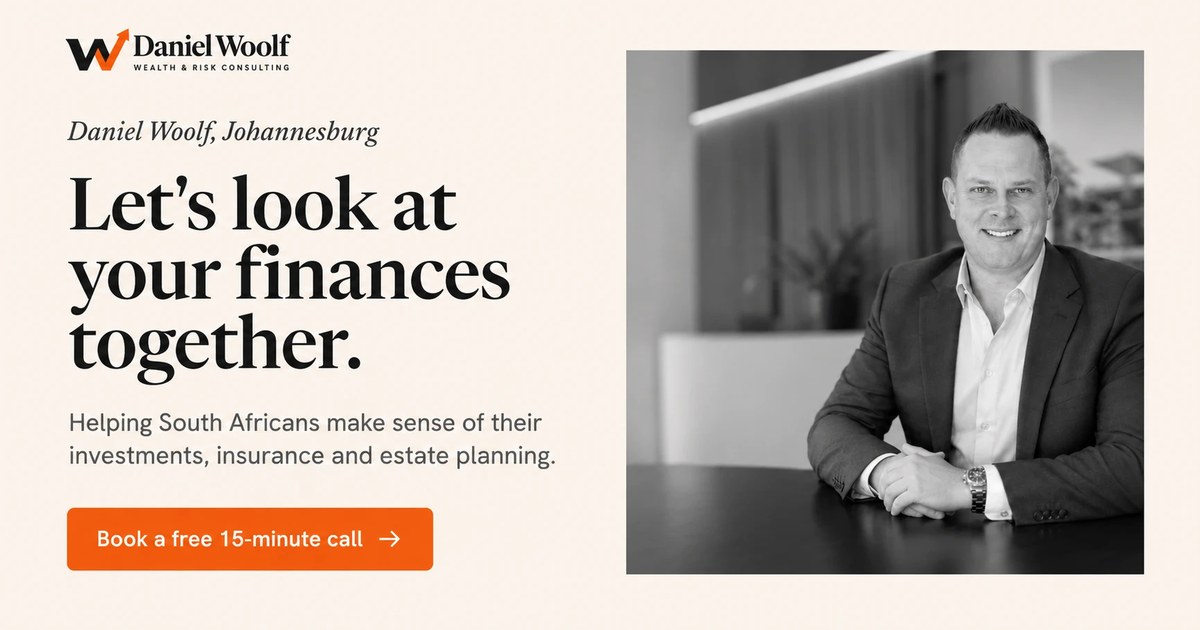 Daniel Woolf
WEALTH & RISK CONSULTING
Daniel Woolf, Johannesburg
Let's look at
your finances
together.
Helping South Africans make sense of their
investments, insurance and estate planning.
Book a free 15-minute call →